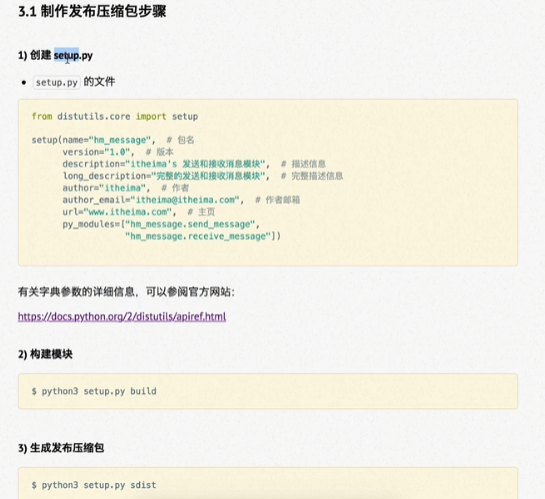 3.1 制作发布压缩包步骤
1) 创建 setup.py
setup.py 的文件
from distutils.core import setup
setup(name="hm_message",  # 包名
version="1.0",  # 版本
description="itheima's 发送和接收消息模块",  # 描述信息
long_description="完整的发送和接收消息模块",  # 完整描述信息
author="itheima",  # 作者
author_email="itheima@itheima.com",  # 作者邮箱
url="www.itheima.com",  # 主页
py_modules=["hm_message.send_message",
"hm_message.receive_message"])
有关字典参数的详细信息，可以参阅官方网站：
https://docs.python.org/2/distutils/apiref.html
2) 构建模块
$ python3 setup.py build
3) 生成发布压缩包
$ python3 setup.py sdist